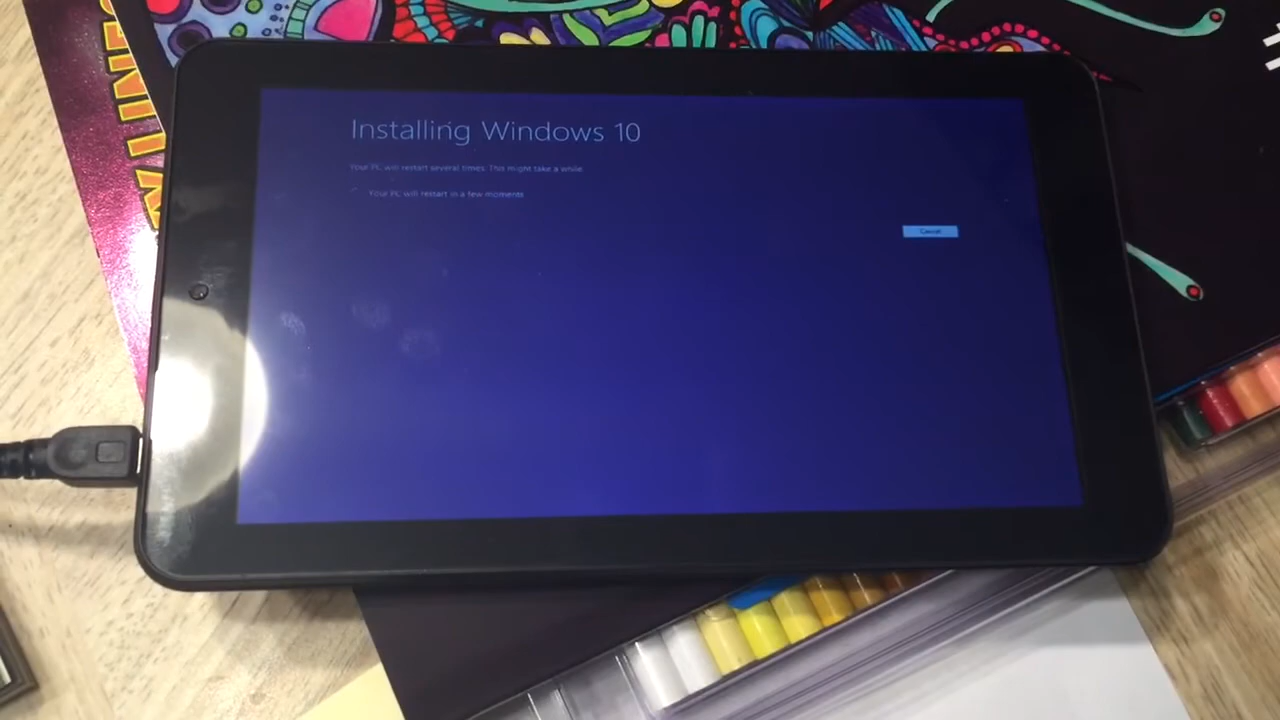 Installing Windows 10
Your PC will restart several times. This might take a while.
Your PC will restart in a few moments
Cancel